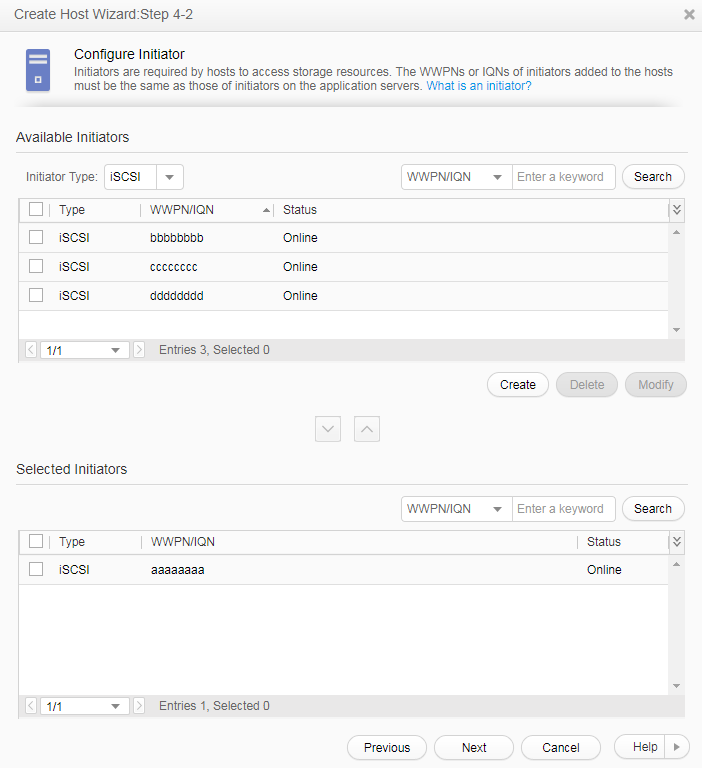 Create Host Wizard:Step 4-2
Configure Initiator
Initiators are required by hosts to access storage resources. The WWPNs or IQNs of initiators added to the hosts
must be the same as those of initiators on the application servers. What is an initiator?
Available Initiators
Initiator Type: iSCSI WWPN/IQN Enter a keyword Search
Type WWPN/IQN Status
iSCSI bbbbbbbb Online
iSCSI cccccccc Online
iSCSI dddddddd Online
1/1 Entries 3, Selected 0
Create Delete Modify
Selected Initiators
WWPN/IQN Enter a keyword Search
Type WWPN/IQN Status
iSCSI aaaaaaaa Online
1/1 Entries 1, Selected 0
Previous Next Cancel Help